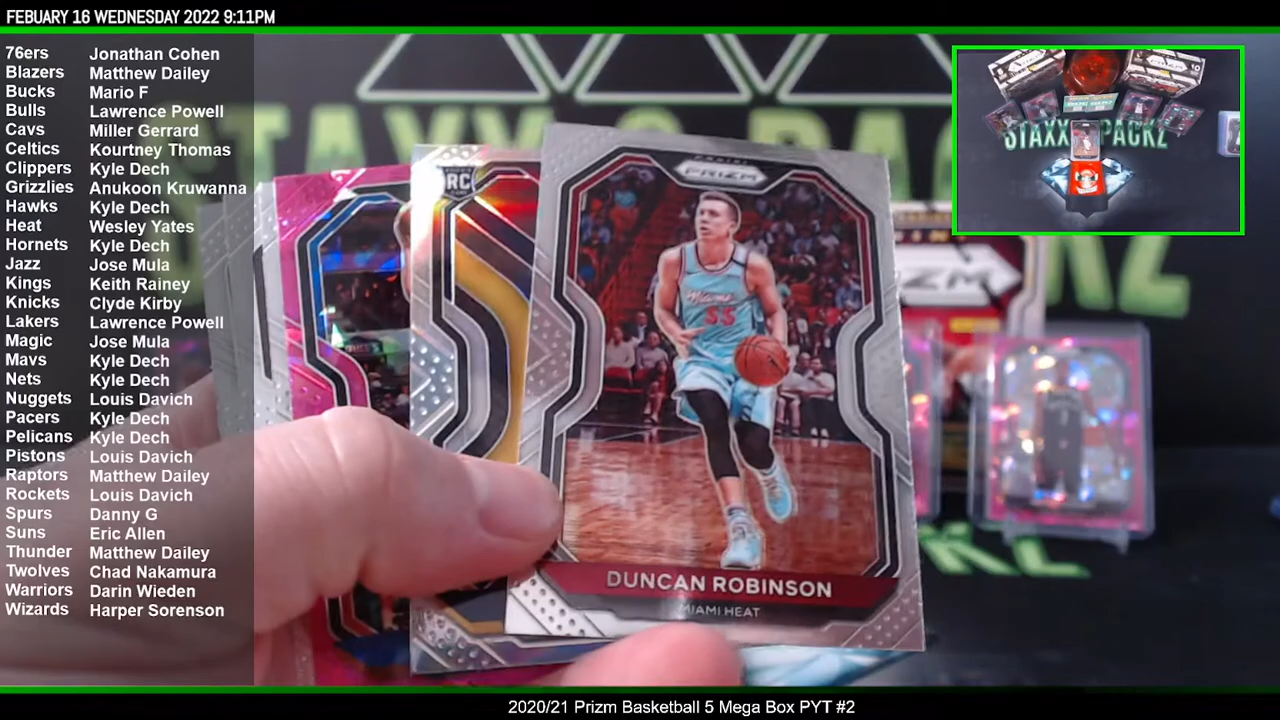 FEBUARY 16 WEDNESDAY 2022 9:11PM
76ers Jonathan Cohen
Blazers Matthew Dailey
Bucks Mario F
Bulls Lawrence Powell
Cavs Miller Gerrard
Celtics Kourtney Thomas
Clippers Kyle Dech
Grizzlies Anukoon Kruwanna
Hawks Kyle Dech
Heat Wesley Yates
Hornets Kyle Dech
Jazz Jose Mula
Kings Keith Rainey
Knicks Clyde Kirby
Lakers Lawrence Powell
Magic Jose Mula
Mavs Kyle Dech
Nets Kyle Dech
Nuggets Louis Davich
Pacers Kyle Dech
Pelicans Kyle Dech
Pistons Louis Davich
Raptors Matthew Dailey
Rockets Louis Davich
Spurs Danny G
Suns Eric Allen
Thunder Matthew Dailey
Twolves Chad Nakamura
Warriors Darin Wieden
Wizards Harper Sorenson
RC
PANINI
PRIZM
Miami
55
DUNCAN ROBINSON
MIAMI HEAT
2020/21 Prizm Basketball 5 Mega Box PYT #2